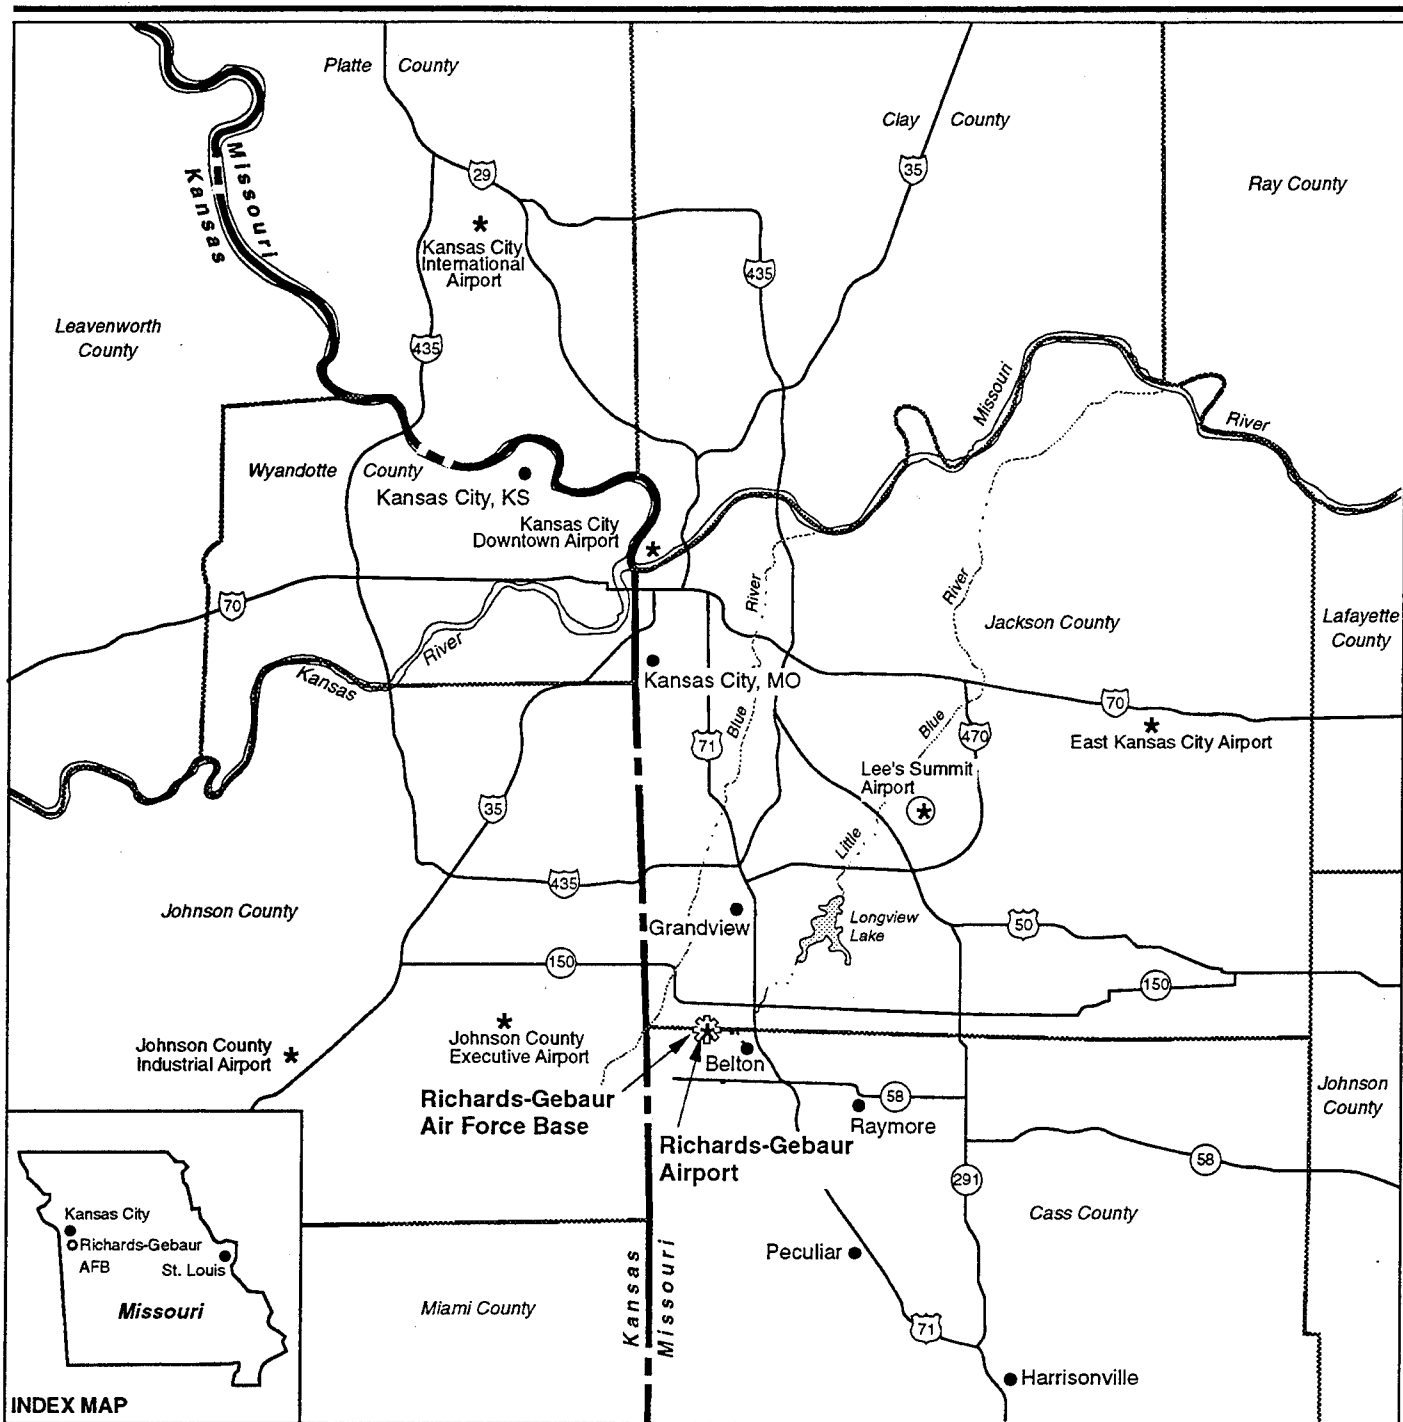 Platte County
Clay County
Ray County
29
35
Missouri
Kansas
Kansas City
International
Airport
435
Leavenworth
County
435
Missouri
River
Wyandotte County
Kansas City, KS
Kansas City
Downtown Airport
70
River
Kansas
River
River
Jackson County
Lafayette
County
Kansas City, MO
Blue
Blue
70
71
470
East Kansas City Airport
Lee's Summit
Airport
35
Little
435
Johnson County
Grandview
Longview
Lake
50
150
150
Johnson County
Executive Airport
Johnson County
Industrial Airport
Belton
Richards-Gebaur
Air Force Base
58
Raymore
Johnson
County
Richards-Gebaur
Airport
58
291
Cass County
Kansas City
Richards-Gebaur
AFB
St. Louis
Missouri
Peculiar
Kansas
Missouri
Miami County
71
Harrisonville
INDEX MAP